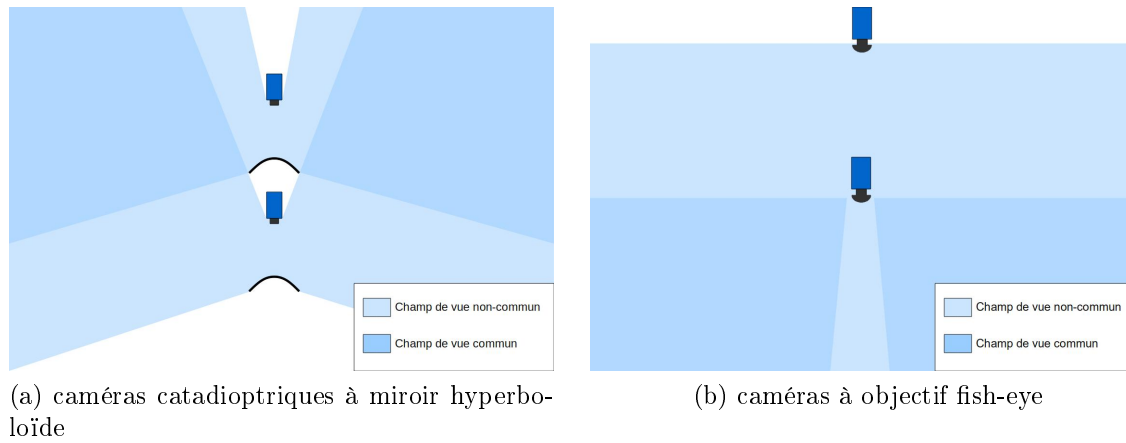 Champ de vue non-commun
Champ de vue commun
Champ de vue non-commun
Champ de vue commun
(a) caméras catadioptriques à miroir hyperbo-
loïde
(b) caméras à objectif fish-eye